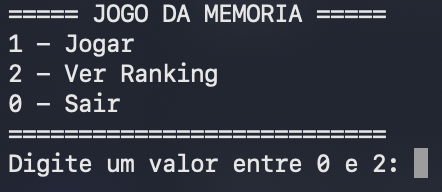 ===== JOGO DA MEMORIA =====
1 - Jogar
2 - Ver Ranking
0 - Sair
===========================
Digite um valor entre 0 e 2: